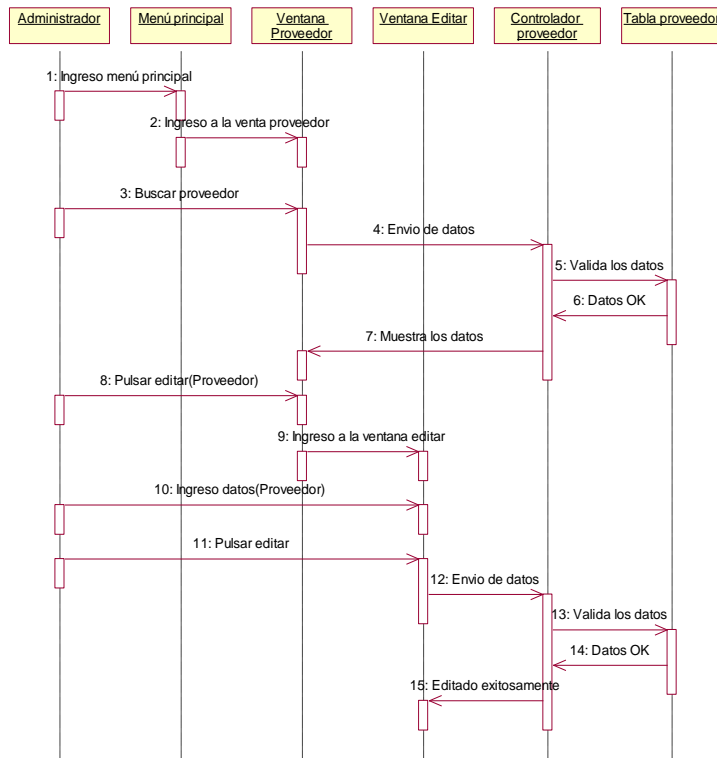 Administrador
Menú principal
Ventana
Proveedor
Ventana Editar
Controlador
proveedor
Tabla proveedor
1: Ingreso menú principal
2: Ingreso a la venta proveedor
3: Buscar proveedor
4: Envio de datos
5: Valida los datos
6: Datos OK
7: Muestra los datos
8: Pulsar editar(Proveedor)
9: Ingreso a la ventana editar
10: Ingreso datos(Proveedor)
11: Pulsar editar
12: Envio de datos
13: Valida los datos
14: Datos OK
15: Editado exitosamente